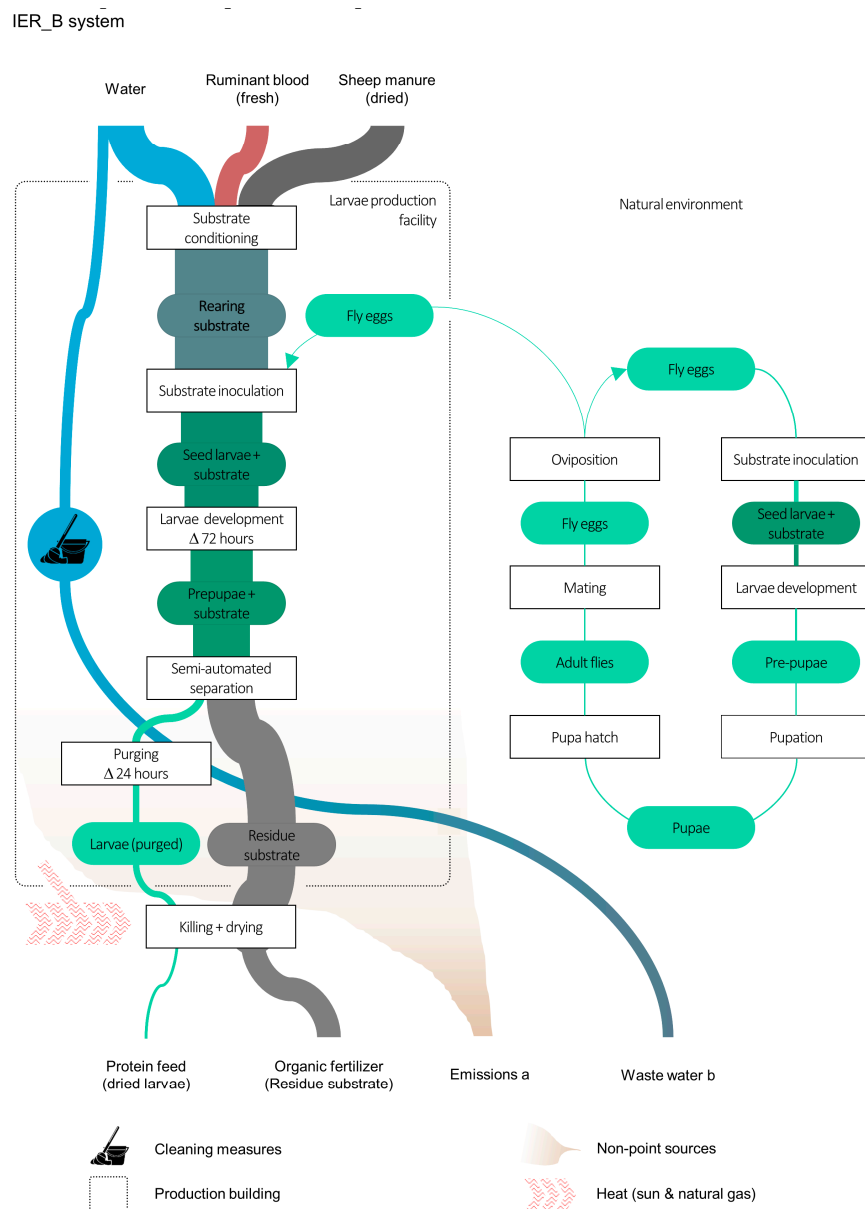 IER_B system
Water
Ruminant blood
(fresh)
Sheep manure
(dried)
Larvae production
facility
Natural environment
Substrate
conditioning
Rearing
substrate
Fly eggs
Substrate inoculation
Fly eggs
Seed larvae +
substrate
Oviposition
Substrate inoculation
Larvae development
Δ 72 hours
Fly eggs
Seed larvae +
substrate
Prepupae +
substrate
Mating
Larvae development
Semi-automated
separation
Adult flies
Pre-pupae
Purging
Δ 24 hours
Pupa hatch
Pupation
Larvae (purged)
Residue
substrate
Pupae
Killing + drying
Protein feed
(dried larvae)
Organic fertilizer
(Residue substrate)
Emissions a
Waste water b
Cleaning measures
Non-point sources
Production building
Heat (sun & natural gas)